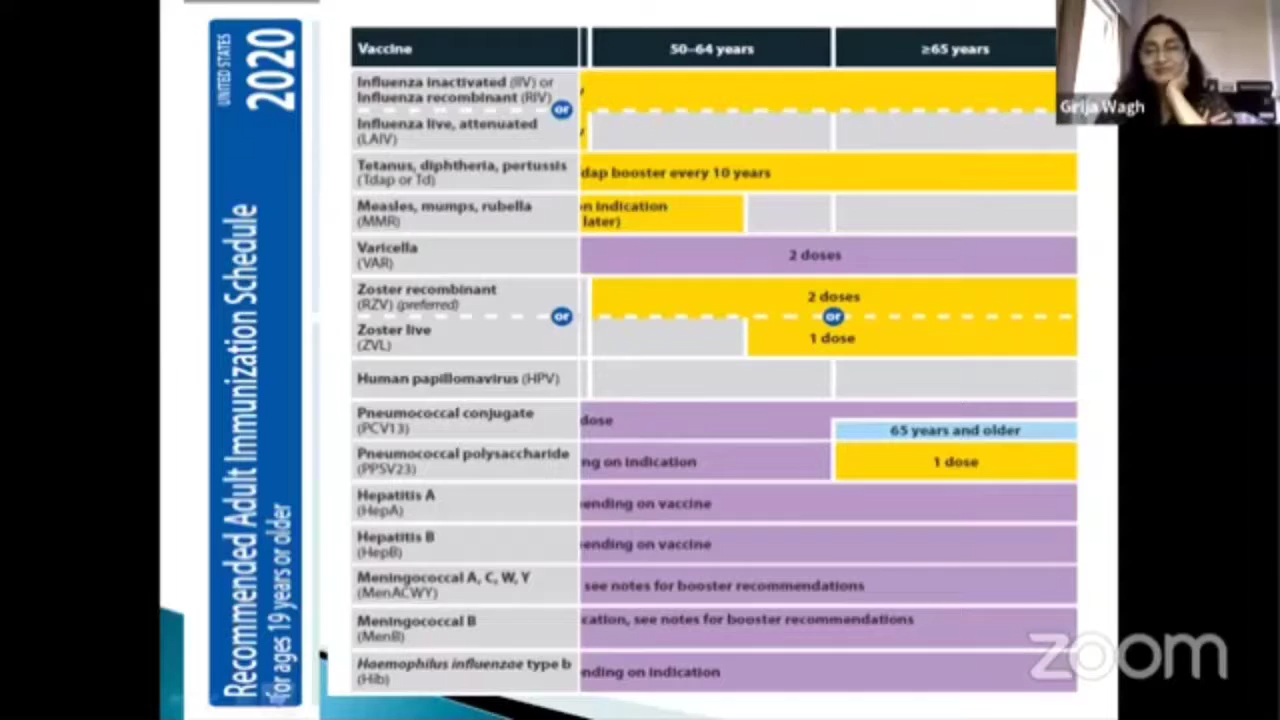 UNITED STATES
2020
Recommended Adult Immunization Schedule
for ages 19 years or older
Vaccine
50–64 years
≥65 years
Influenza inactivated (IIV) or
Influenza recombinant (RIV)
or
Influenza live, attenuated
(LAIV)
Tetanus, diphtheria, pertussis
(Tdap or Td)
dap booster every 10 years
Measles, mumps, rubella
(MMR)
n indication
later)
Varicella
(VAR)
2 doses
Zoster recombinant
(RZV) (preferred)
2 doses
or
or
Zoster live
(ZVL)
1 dose
Human papillomavirus (HPV)
Pneumococcal conjugate
(PCV13)
dose
65 years and older
Pneumococcal polysaccharide
(PPSV23)
ng on indication
1 dose
Hepatitis A
(HepA)
ending on vaccine
Hepatitis B
(HepB)
ending on vaccine
Meningococcal A, C, W, Y
(MenACWY)
see notes for booster recommendations
Meningococcal B
(MenB)
cation, see notes for booster recommendations
Haemophilus influenzae type b
(Hib)
nding on indication
Girija Wagh
zoom